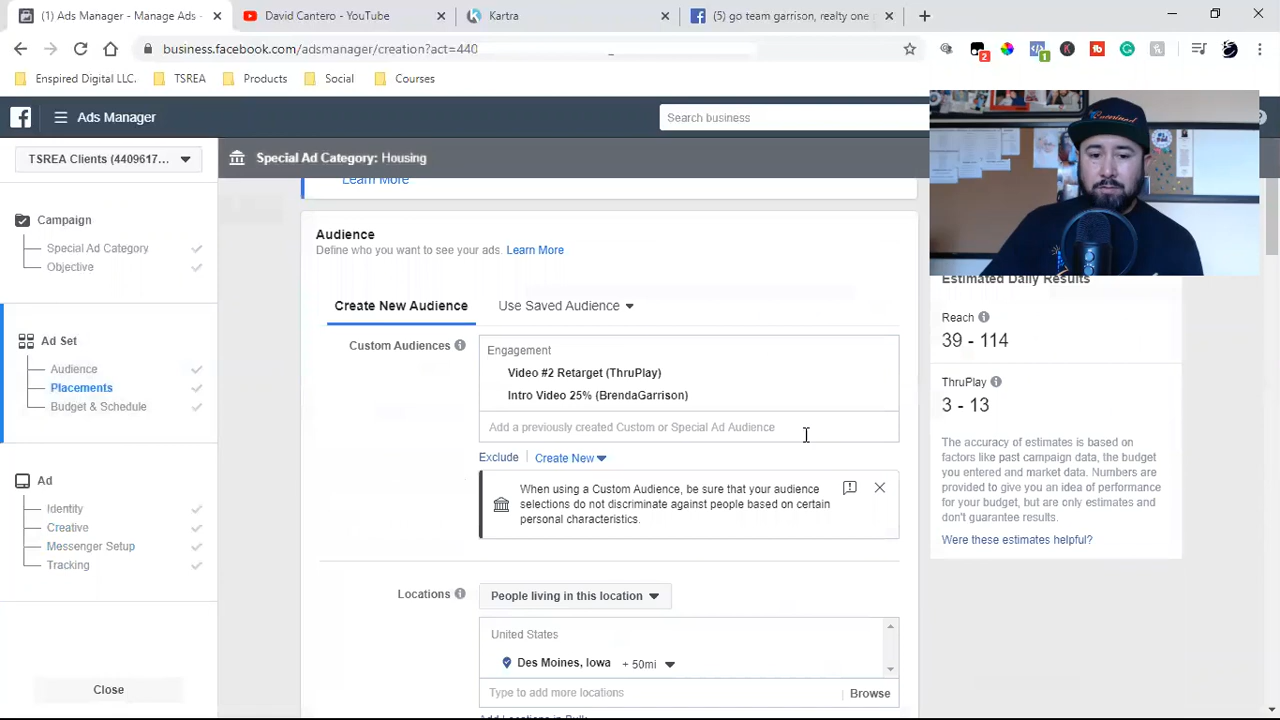 (1) Ads Manager - Manage Ads -
David Cantero - YouTube
Kartra
(5) go team garrison, realty one
business.facebook.com/adsmanager/creation?act=440
2
1
Enspired Digital LLC.
TSREA
Products
Social
Courses
Ads Manager
Search business
TSREA Clients (4409617...
Special Ad Category: Housing
Learn More
Campaign
Special Ad Category
Objective
Ad Set
Audience
Placements
Budget & Schedule
Ad
Identity
Creative
Messenger Setup
Tracking
Close
Audience
Define who you want to see your ads. Learn More
Create New Audience
Use Saved Audience
Custom Audiences
Engagement
Video #2 Retarget (ThruPlay)
Intro Video 25% (BrendaGarrison)
Add a previously created Custom or Special Ad Audience
Exclude
Create New
When using a Custom Audience, be sure that your audience
selections do not discriminate against people based on certain
personal characteristics.
Locations
People living in this location
United States
Des Moines, Iowa + 50mi
Type to add more locations
Browse
Add Locations in Bulk
Estimated Daily Results
Reach
39 - 114
ThruPlay
3 - 13
The accuracy of estimates is based on
factors like past campaign data, the budget
you entered and market data. Numbers are
provided to give you an idea of performance
for your budget, but are only estimates and
don't guarantee results.
Were these estimates helpful?